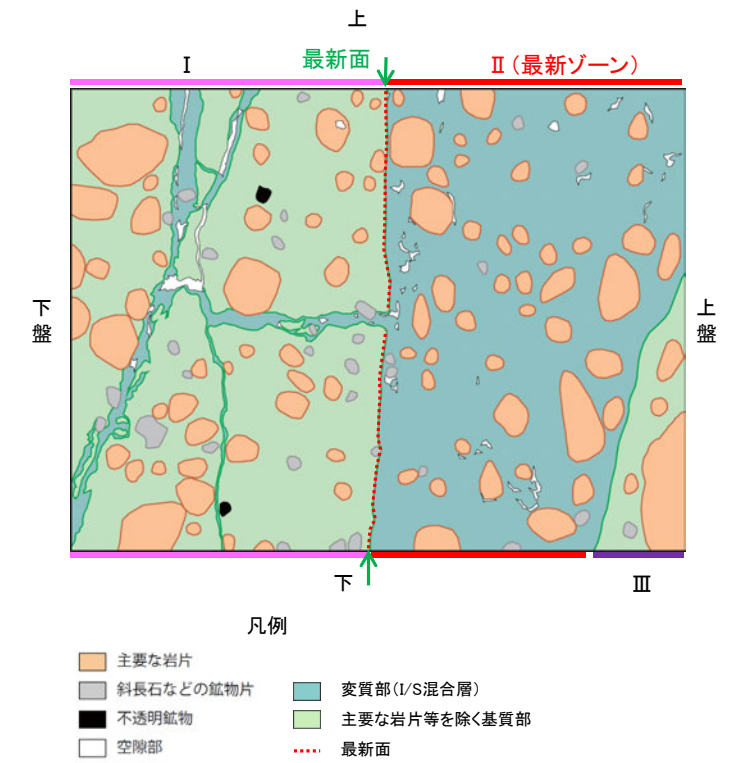 上
Ⅰ
最新面
Ⅱ(最新ゾーン)
下盤
上盤
下
Ⅲ
凡例
主要な岩片
斜長石などの鉱物片
不透明鉱物
空隙部
変質部(I/S混合層)
主要な岩片等を除く基質部
最新面